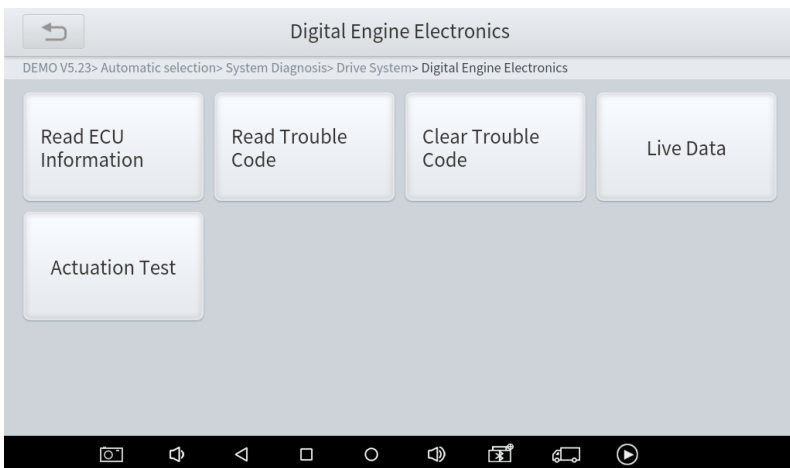 Digital Engine Electronics
DEMO V5.23> Automatic selection> System Diagnosis> Drive System> Digital Engine Electronics
Read ECU
Information
Read Trouble
Code
Clear Trouble
Code
Live Data
Actuation Test